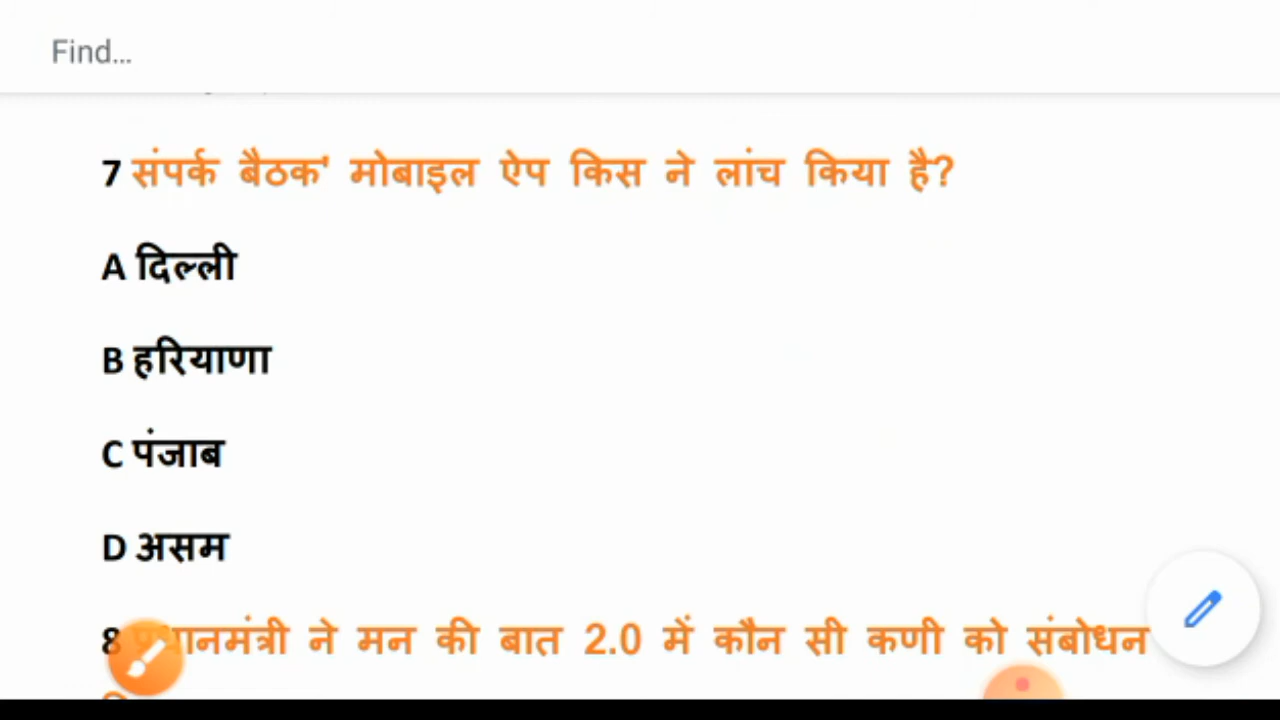 Find...
7 संपर्क बैठक' मोबाइल ऐप किस ने लांच किया है?
A दिल्ली
B हरियाणा
C पंजाब
D असम
8 प्रधानमंत्री ने मन की बात 2.0 में कौन सी कणी को संबोधन